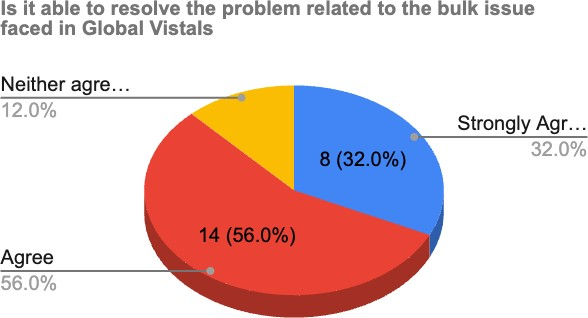 Is it able to resolve the problem related to the bulk issue
faced in Global Vistals
Neither agre…
12.0%
Strongly Agr…
32.0%
8 (32.0%)
14 (56.0%)
Agree
56.0%